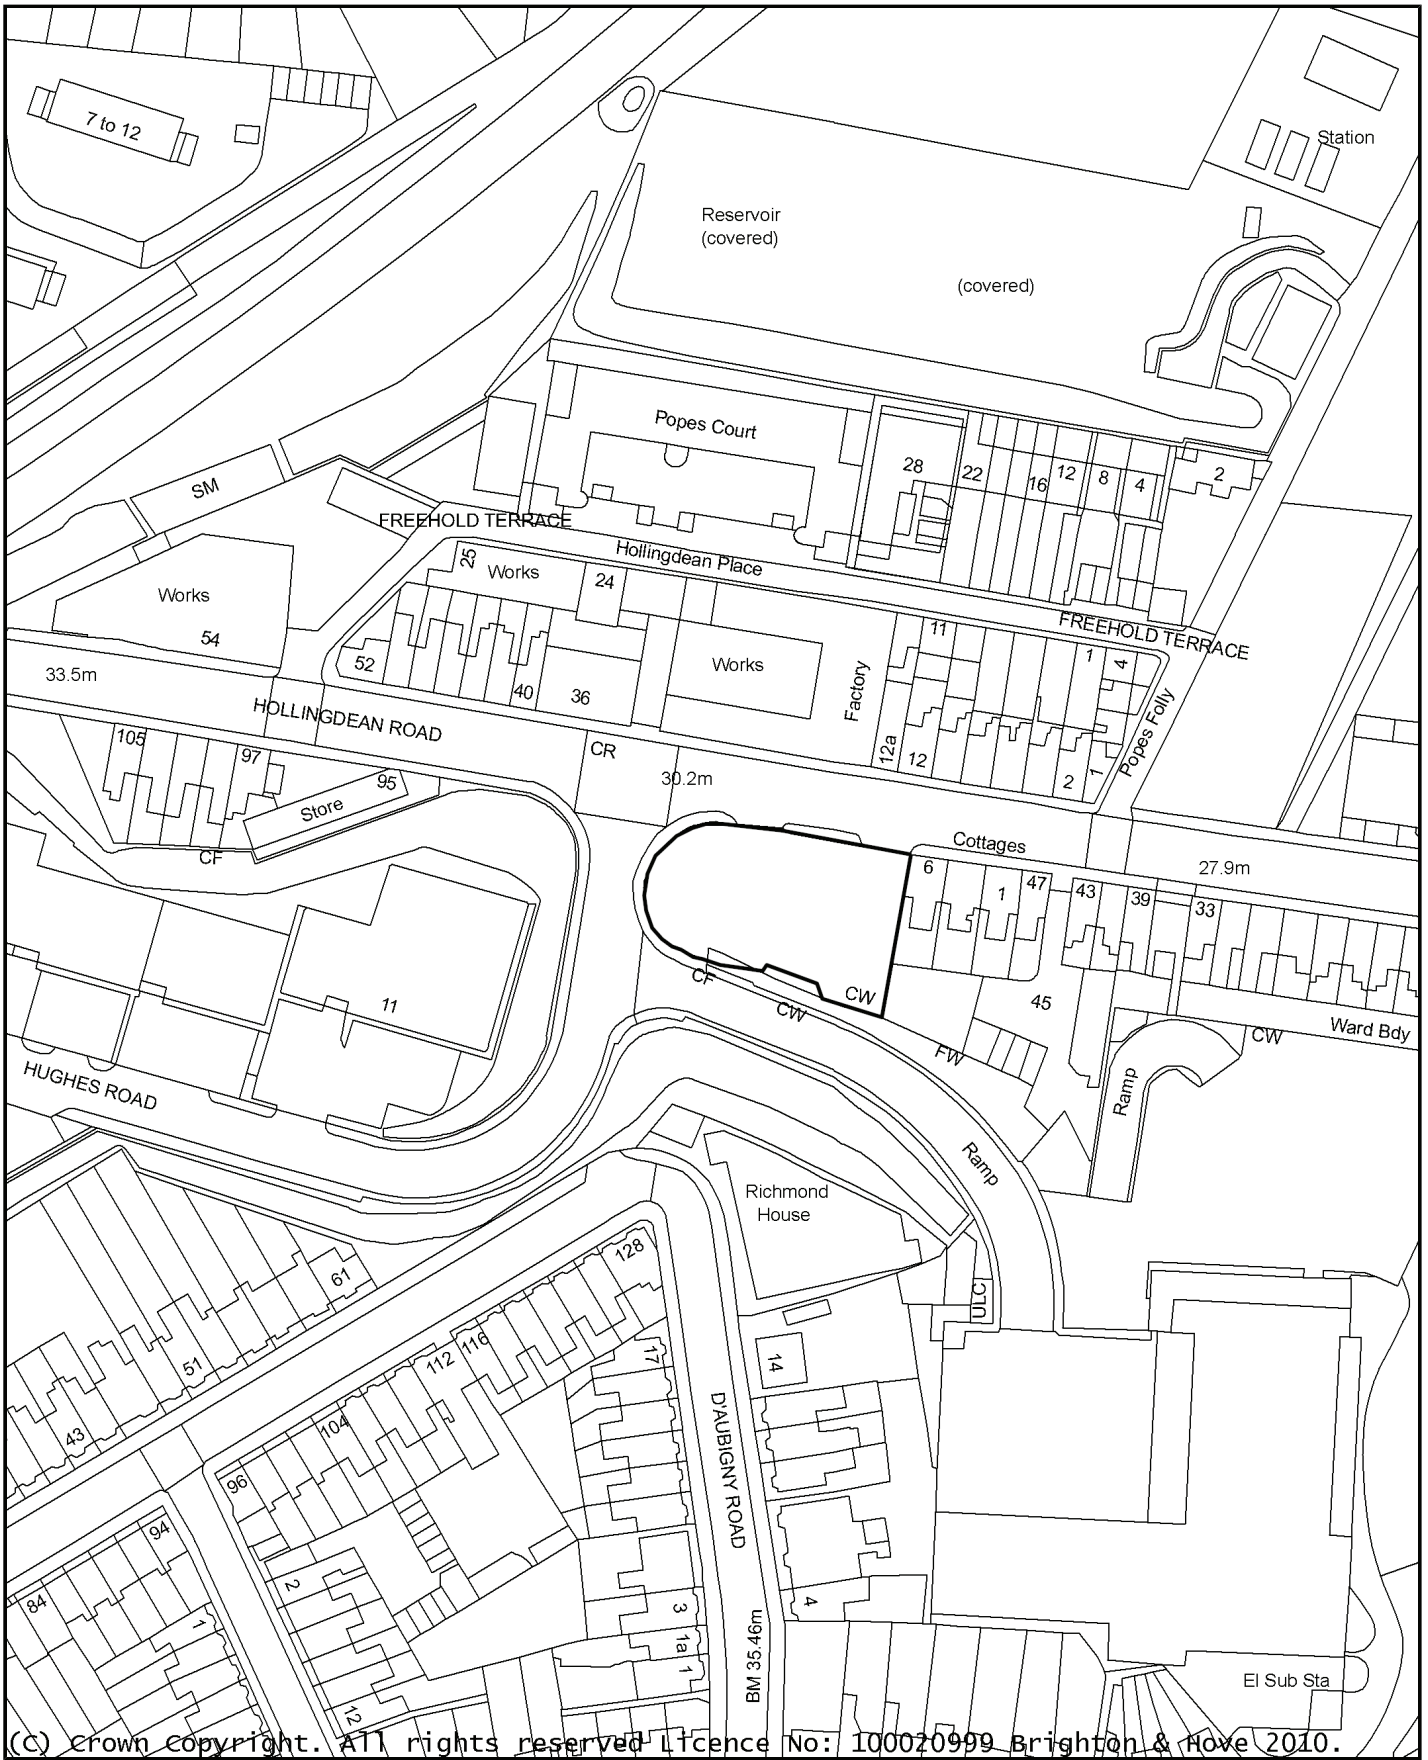 7 to 12
Station
Reservoir
(covered)
(covered)
Popes Court
28
22
16
12
8
4
2
SM
FREEHOLD TERRACE
Hollingdean Place
25
Works
24
Works
54
52
40
36
Works
Factory
11
FREEHOLD TERRACE
1
4
33.5m
HOLLINGDEAN ROAD
CR
30.2m
12a
12
2
1
Popes Folly
105
97
95
Store
CF
Cottages
27.9m
6
1
47
43
39
33
11
CF
CW
CW
45
FW
Ward Bdy
CW
Ramp
HUGHES ROAD
Ramp
Richmond
House
ULC
61
51
43
128
116
112
104
96
17
14
D'AUBIGNY ROAD
94
84
2
1
12
3
1a
1
4
BM 35.46m
El Sub Sta
(c) Crown Copyright. All rights reserved Licence No: 100020999 Brighton & Hove 2010.